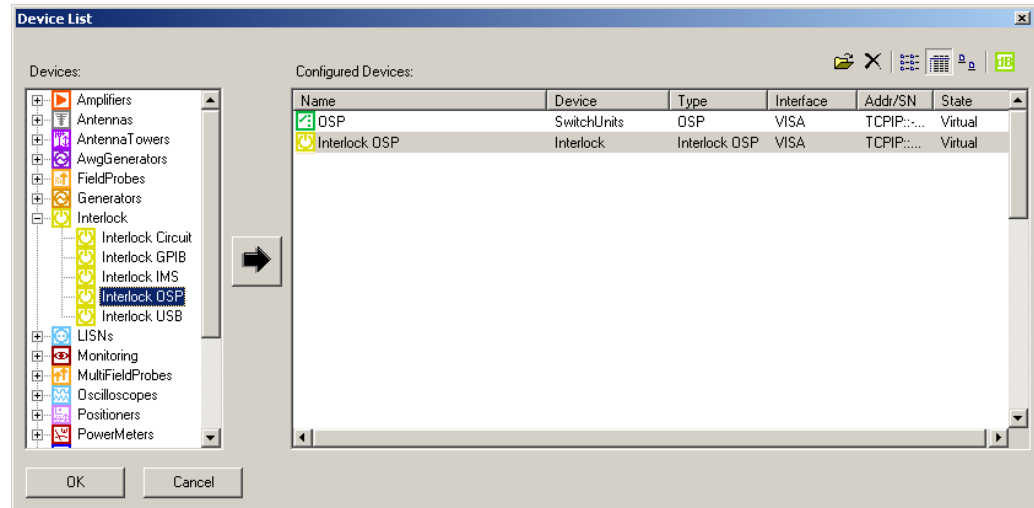 Device List
Devices:
Configured Devices:
dB
Amplifiers
Antennas
AntennaTowers
AwgGenerators
FieldProbes
Generators
Interlock
Interlock Circuit
Interlock GPIB
Interlock IMS
Interlock OSP
Interlock USB
LISNs
Monitoring
MultiFieldProbes
Oscilloscopes
Positioners
PowerMeters
Name Device Type Interface Addr/SN State
OSP SwitchUnits OSP VISA TCPIP::-... Virtual
Interlock OSP Interlock Interlock OSP VISA TCPIP::... Virtual
OK Cancel